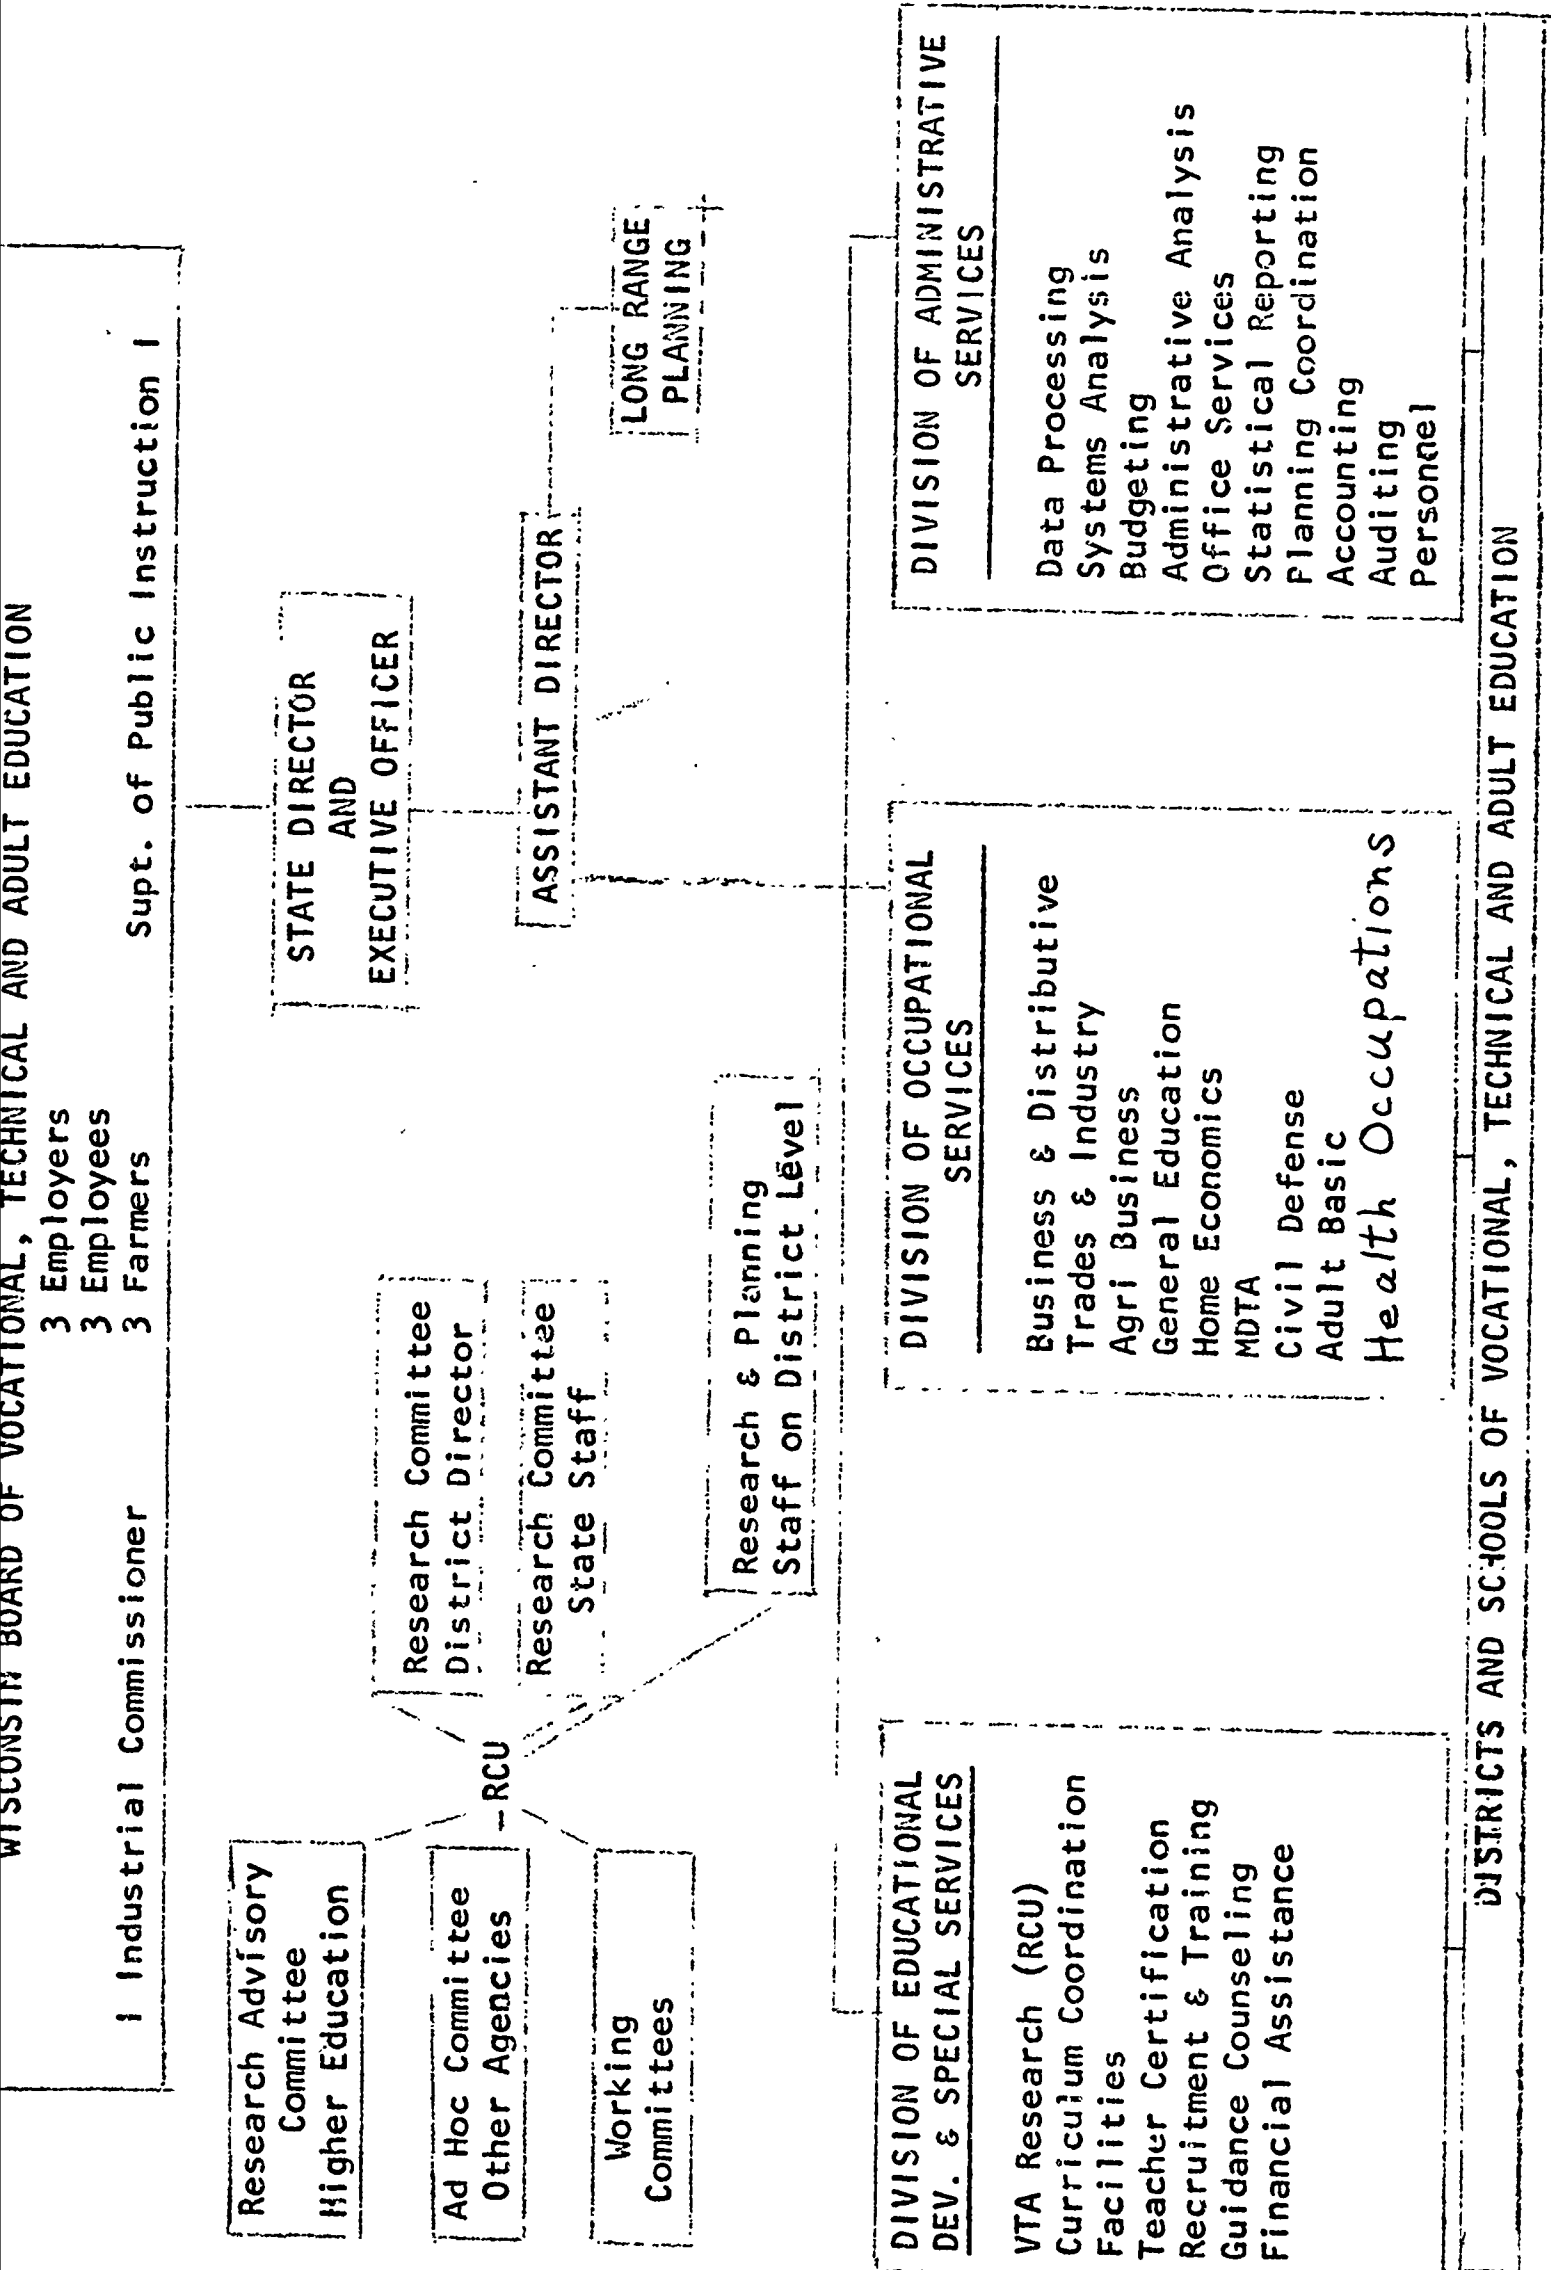 WISCONSIN BOARD OF VOCATIONAL, TECHNICAL AND ADULT EDUCATION
3 Employers
3 Employees
1 Industrial Commissioner 3 Farmers Supt. of Public Instruction 1
STATE DIRECTOR
AND
EXECUTIVE OFFICER
ASSISTANT DIRECTOR
LONG RANGE
PLANNING
Research Advisory
Committee
Higher Education
Ad Hoc Committee
Other Agencies
Working
Committees
RCU
Research Committee
District Director
Research Committee
State Staff
Research & Planning
Staff on District Level
DIVISION OF EDUCATIONAL
DEV. & SPECIAL SERVICES
VTA Research (RCU)
Curriculum Coordination
Facilities
Teacher Certification
Recruitment & Training
Guidance Counseling
Financial Assistance
DIVISION OF OCCUPATIONAL
SERVICES
Business & Distributive
Trades & Industry
Agri Business
General Education
Home Economics
MDTA
Civil Defense
Adult Basic
Health Occupations
DIVISION OF ADMINISTRATIVE
SERVICES
Data Processing
Systems Analysis
Budgeting
Administrative Analysis
Office Services
Statistical Reporting
Planning Coordination
Accounting
Auditing
Personnel
DISTRICTS AND SCHOOLS OF VOCATIONAL, TECHNICAL AND ADULT EDUCATION